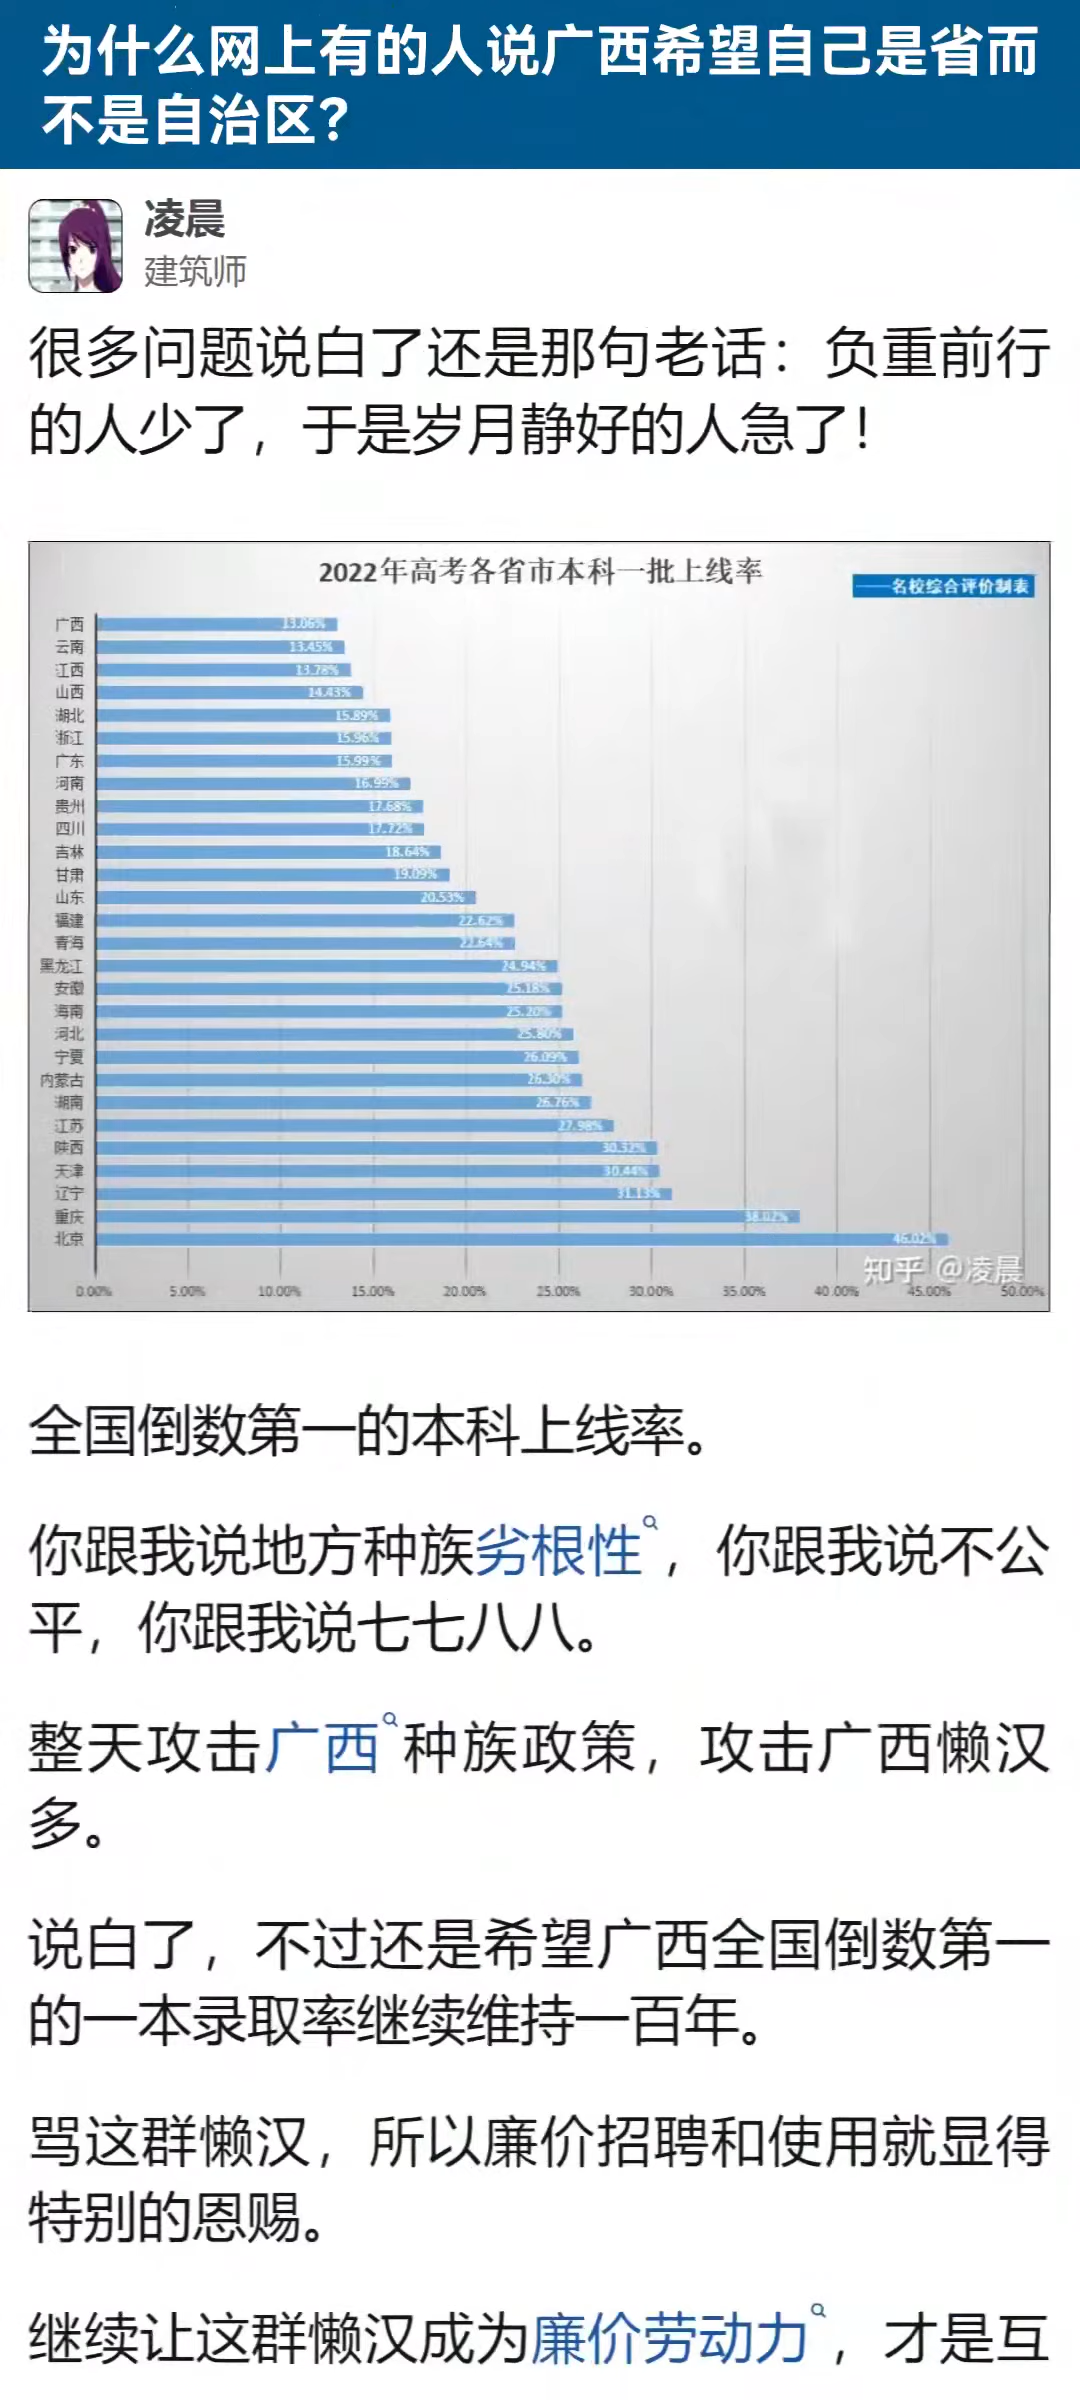 为什么网上有的人说广西希望自己是省而
不是自治区?
凌晨
建筑师
很多问题说白了还是那句老话：负重前行
的人少了，于是岁月静好的人急了！
2022年高考各省市本科一批上线率
——名校综合评价制表
广西 13.06%
云南 13.45%
江西 13.78%
山西 14.43%
湖北 15.89%
浙江 15.96%
广东 15.99%
河南 16.99%
贵州 17.68%
四川 17.72%
吉林 18.64%
甘肃 19.09%
山东 20.53%
福建 22.62%
青海 22.64%
黑龙江 24.94%
安徽 25.18%
海南 25.20%
河北 25.80%
宁夏 26.09%
内蒙古 26.30%
湖南 26.76%
江苏 27.98%
陕西 30.32%
天津 30.44%
辽宁 31.13%
重庆 38.02%
北京 46.02%
知乎 @凌晨
0.00% 5.00% 10.00% 15.00% 20.00% 25.00% 30.00% 35.00% 40.00% 45.00% 50.00%
全国倒数第一的本科上线率。
你跟我说地方种族劣根性，你跟我说不公
平，你跟我说七七八八。
整天攻击广西种族政策，攻击广西懒汉
多。
说白了，不过还是希望广西全国倒数第一
的一本录取率继续维持一百年。
骂这群懒汉，所以廉价招聘和使用就显得
特别的恩赐。
继续让这群懒汉成为廉价劳动力，才是互